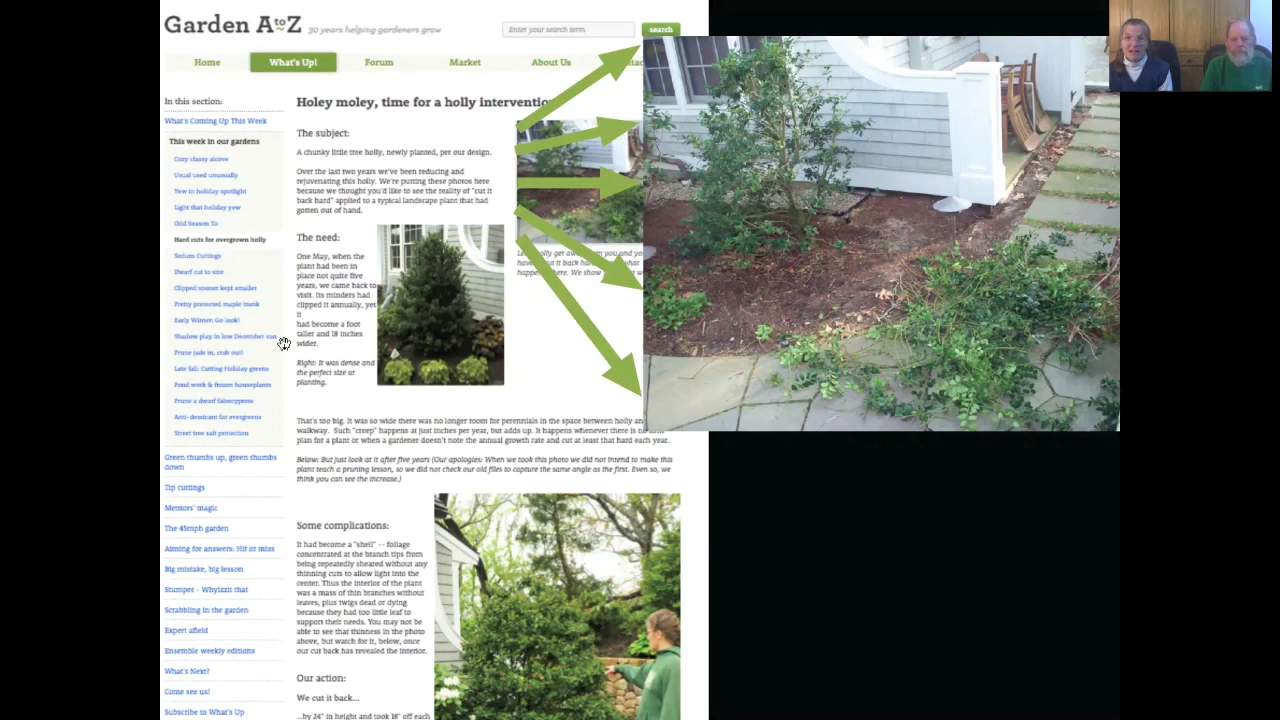 Garden AtoZ
30 years helping gardeners grow
Enter your search term
search
Home
What's Up!
Forum
Market
About Us
In this section:
What's Coming Up This Week
This week in our gardens
Cozy classy alcove
Usual used unusually
Yew in holiday spotlight
Light that holiday yew
Odd Season To
Hard cuts for overgrown holly
Sedum Cuttings
Dwarf cut to size
Clipped sooner kept smaller
Pretty protected maple trunk
Early Winter: Go look!
Shadow play in low December sun
Prune jade in, crab out!
Late fall: Cutting Holiday greens
Pond work & frozen houseplants
Prune a dwarf falsecypress
Anti-dessicant for evergreens
Street tree salt protection
Green thumbs up, green thumbs
down
Tip cuttings
Mentors' magic
The 45mph garden
Aiming for answers: Hit or miss
Big mistake, big lesson
Stumper - Whyizzit that
Scrabbling in the garden
Expert afield
Ensemble weekly editions
What's Next?
Come see us!
Subscribe to What's Up
Holey moley, time for a holly
The subject:
A chunky little tree holly, newly planted, per our design.
Over the last two years we've been reducing and
rejuvenating this holly. We're putting these photos here
because we thought you'd like to see the reality of "cut it
back hard" applied to a typical landscape plant that had
gotten out of hand.
The need:
One May, when the
plant had been in
place not quite five
years, we came back to
visit. Its minders had
clipped it annually, yet
it
had become a foot
taller and 18 inches
wider.
Right: It was dense and
the perfect size at
planting.
That's too big. It was so wide there was no longer room for perennials in the space between holly
walkway. Such "creep" happens at just inches per year, but adds up. It happens whenever there is
plan for a plant or when a gardener doesn't note the annual growth rate and cut at least that hard each year.
Below: But just look at it after five years (Our apologies: When we took this photo we did not intend to make this
plant teach a pruning lesson, so we did not check our old files to capture the same angle as the first. Even so, we
think you can see the increase.)
Some complications:
It had become a "shell" -- foliage
concentrated at the branch tips from
being repeatedly sheared without any
thinning cuts to allow light into the
center. Thus the interior of the plant
was a mass of thin branches without
leaves, plus twigs dead or dying
because they had too little leaf to
support their needs. You may not be
able to see that thinness in the photo
above, but watch for it, below, once
our cut back has revealed the interior.
Our action:
We cut it back...
...by 24" in height and took 18" off each